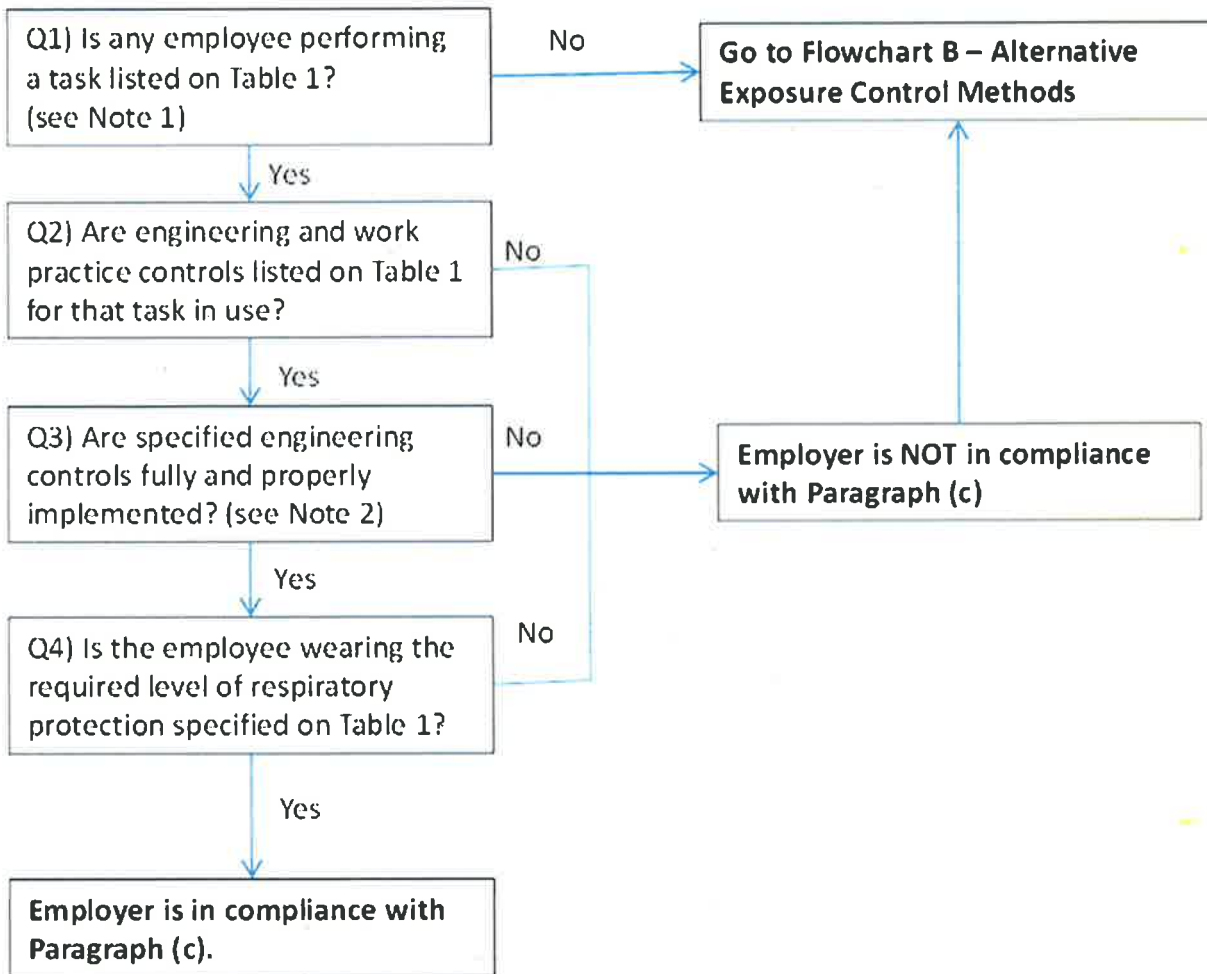 Q1) Is any employee performing
a task listed on Table 1?
(see Note 1)
No
Go to Flowchart B – Alternative
Exposure Control Methods
Yes
Q2) Are engineering and work
practice controls listed on Table 1
for that task in use?
No
Yes
Q3) Are specified engineering
controls fully and properly
implemented? (see Note 2)
No
Employer is NOT in compliance
with Paragraph (c)
Yes
Q4) Is the employee wearing the
required level of respiratory
protection specified on Table 1?
No
Yes
Employer is in compliance with
Paragraph (c).